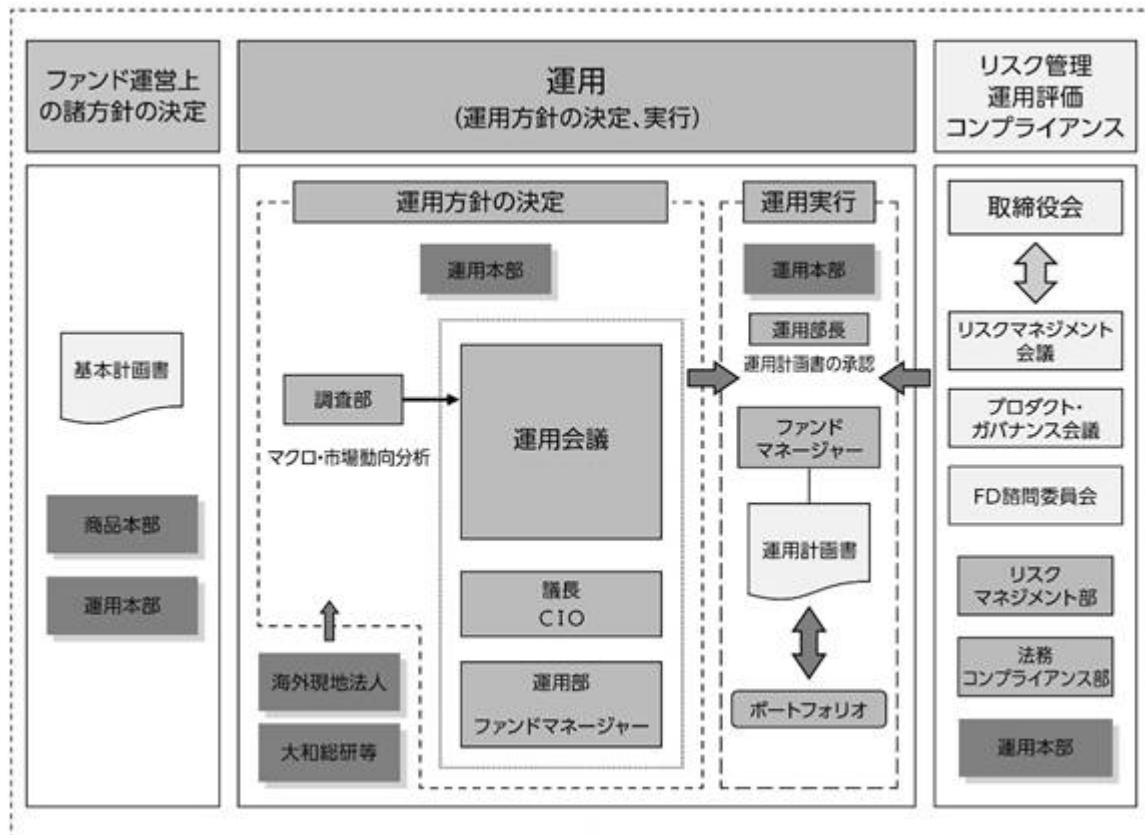 ファンド運営上
の諸方針の決定
運用
(運用方針の決定、実行)
リスク管理
運用評価
コンプライアンス
基本計画書
商品本部
運用本部
運用方針の決定
運用本部
調査部
マクロ・市場動向分析
運用会議
議長
CIO
運用部
ファンドマネージャー
海外現地法人
大和総研等
運用実行
運用本部
運用部長
運用計画書の承認
ファンド
マネージャー
運用計画書
ポートフォリオ
取締役会
リスクマネジメント
会議
プロダクト・
ガバナンス会議
FD諮問委員会
リスク
マネジメント部
法務
コンプライアンス部
運用本部